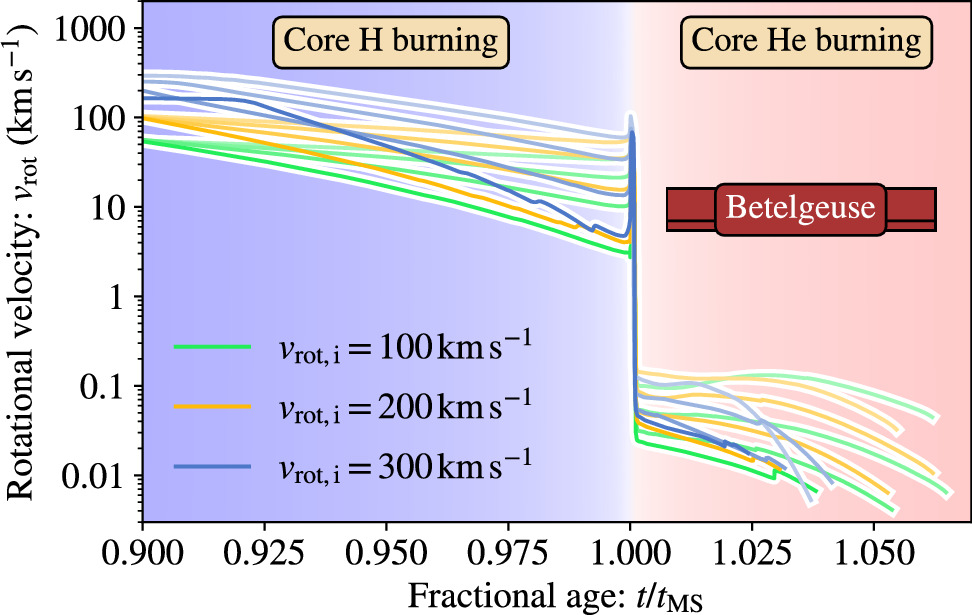 Core H burning
Core He burning
Betelgeuse
Rotational velocity: v_rot (km s⁻¹)
1000
100
10
1
0.1
0.01
v_rot, i = 100 km s⁻¹
v_rot, i = 200 km s⁻¹
v_rot, i = 300 km s⁻¹
0.900 0.925 0.950 0.975 1.000 1.025 1.050
Fractional age: t/t_MS